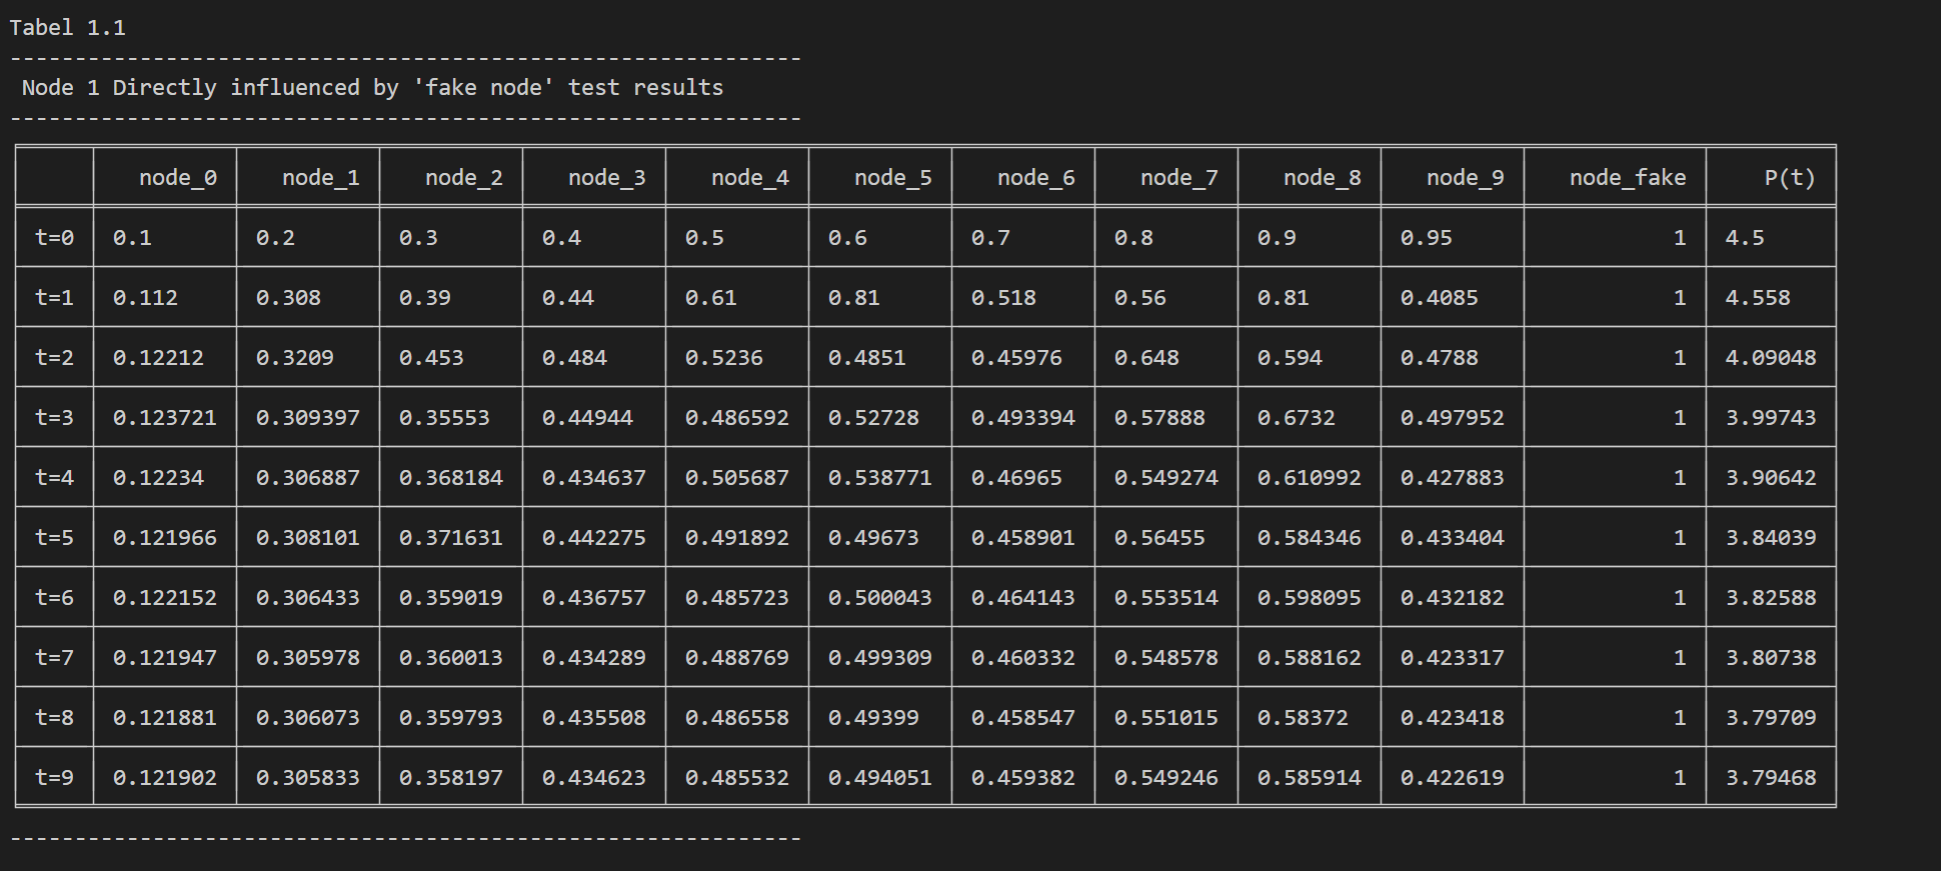 Tabel 1.1
-------------------------------------------------------------
Node 1 Directly influenced by 'fake node' test results
-------------------------------------------------------------
node_0 node_1 node_2 node_3 node_4 node_5 node_6 node_7 node_8 node_9 node_fake P(t)
t=0 0.1 0.2 0.3 0.4 0.5 0.6 0.7 0.8 0.9 0.95 1 4.5
t=1 0.112 0.308 0.39 0.44 0.61 0.81 0.518 0.56 0.81 0.4085 1 4.558
t=2 0.12212 0.3209 0.453 0.484 0.5236 0.4851 0.45976 0.648 0.594 0.4788 1 4.09048
t=3 0.123721 0.309397 0.35553 0.44944 0.486592 0.52728 0.493394 0.57888 0.6732 0.497952 1 3.99743
t=4 0.12234 0.306887 0.368184 0.434637 0.505687 0.538771 0.46965 0.549274 0.610992 0.427883 1 3.90642
t=5 0.121966 0.308101 0.371631 0.442275 0.491892 0.49673 0.458901 0.56455 0.584346 0.433404 1 3.84039
t=6 0.122152 0.306433 0.359019 0.436757 0.485723 0.500043 0.464143 0.553514 0.598095 0.432182 1 3.82588
t=7 0.121947 0.305978 0.360013 0.434289 0.488769 0.499309 0.460332 0.548578 0.588162 0.423317 1 3.80738
t=8 0.121881 0.306073 0.359793 0.435508 0.486558 0.49399 0.458547 0.551015 0.58372 0.423418 1 3.79709
t=9 0.121902 0.305833 0.358197 0.434623 0.485532 0.494051 0.459382 0.549246 0.585914 0.422619 1 3.79468
-------------------------------------------------------------